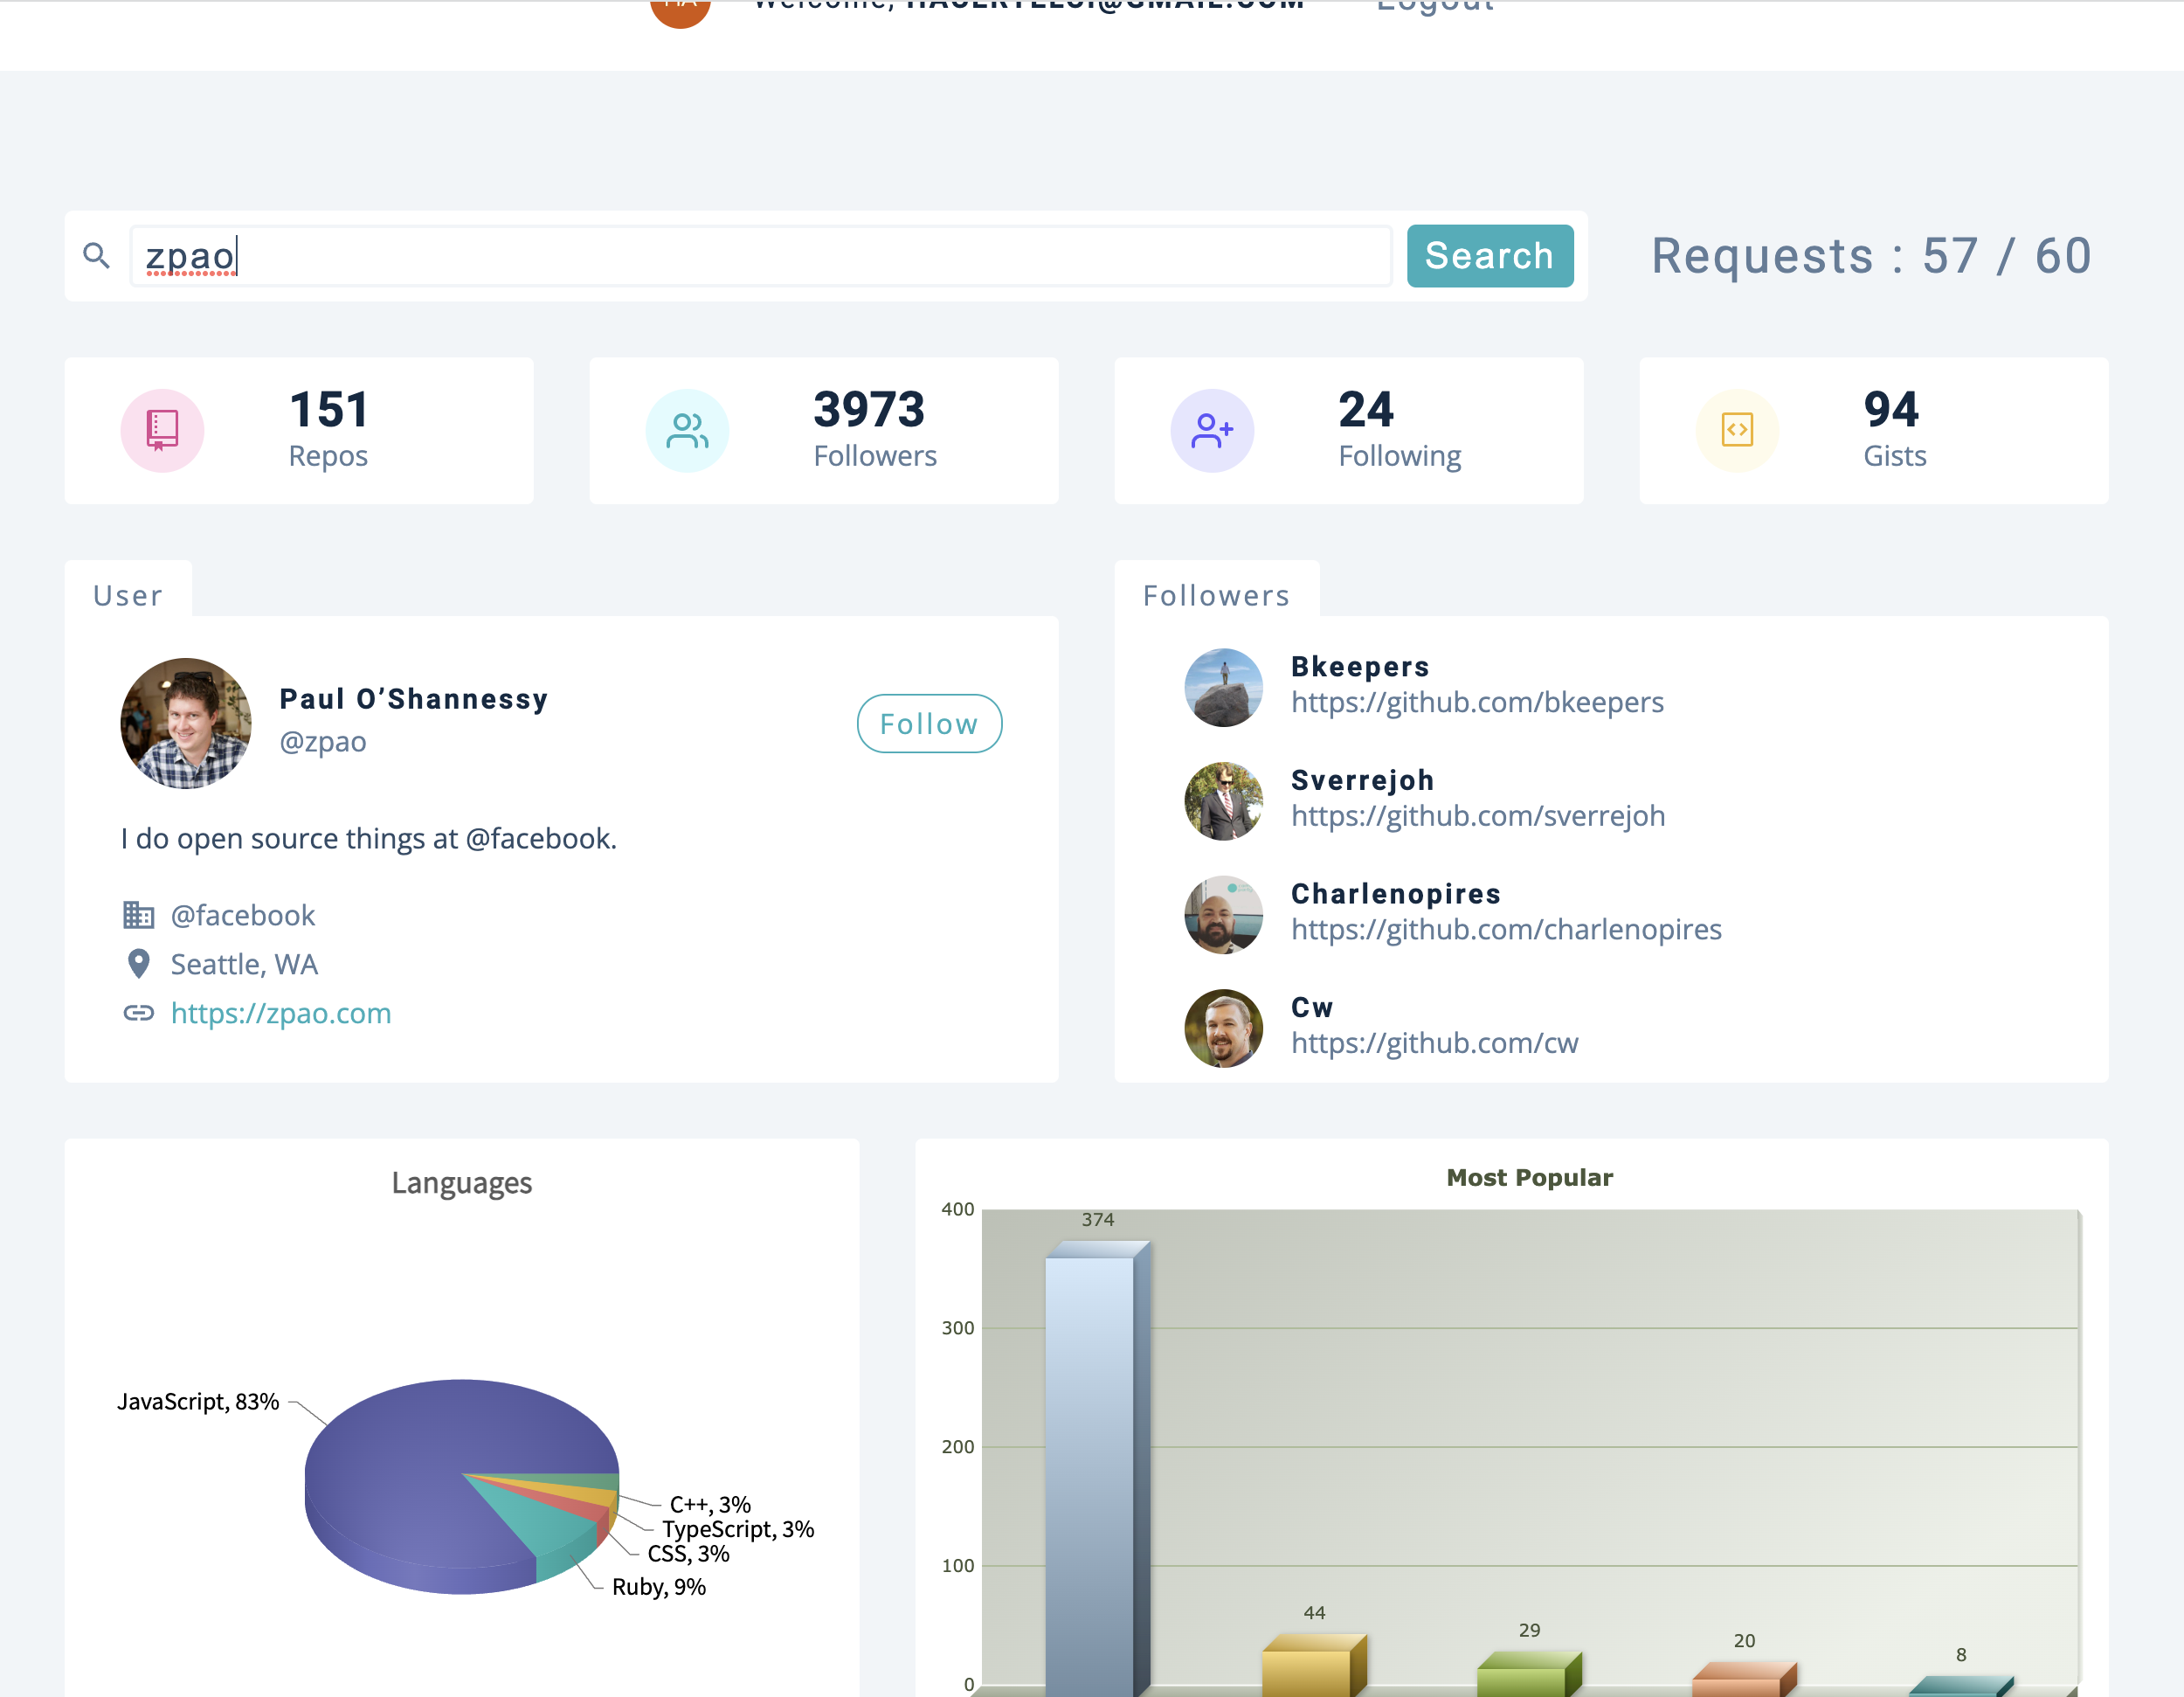 Welcome, HACERYELCI@GMAIL.COM Logout
zpao
Search
Requests : 57 / 60
151
Repos
3973
Followers
24
Following
94
Gists
User
Paul O’Shannessy
@zpao
Follow
I do open source things at @facebook.
@facebook
Seattle, WA
https://zpao.com
Followers
Bkeepers
https://github.com/bkeepers
Sverrejoh
https://github.com/sverrejoh
Charlenopires
https://github.com/charlenopires
Cw
https://github.com/cw
Languages
JavaScript, 83%
C++, 3%
TypeScript, 3%
CSS, 3%
Ruby, 9%
Most Popular
400
374
300
200
100
44
29
20
8
0